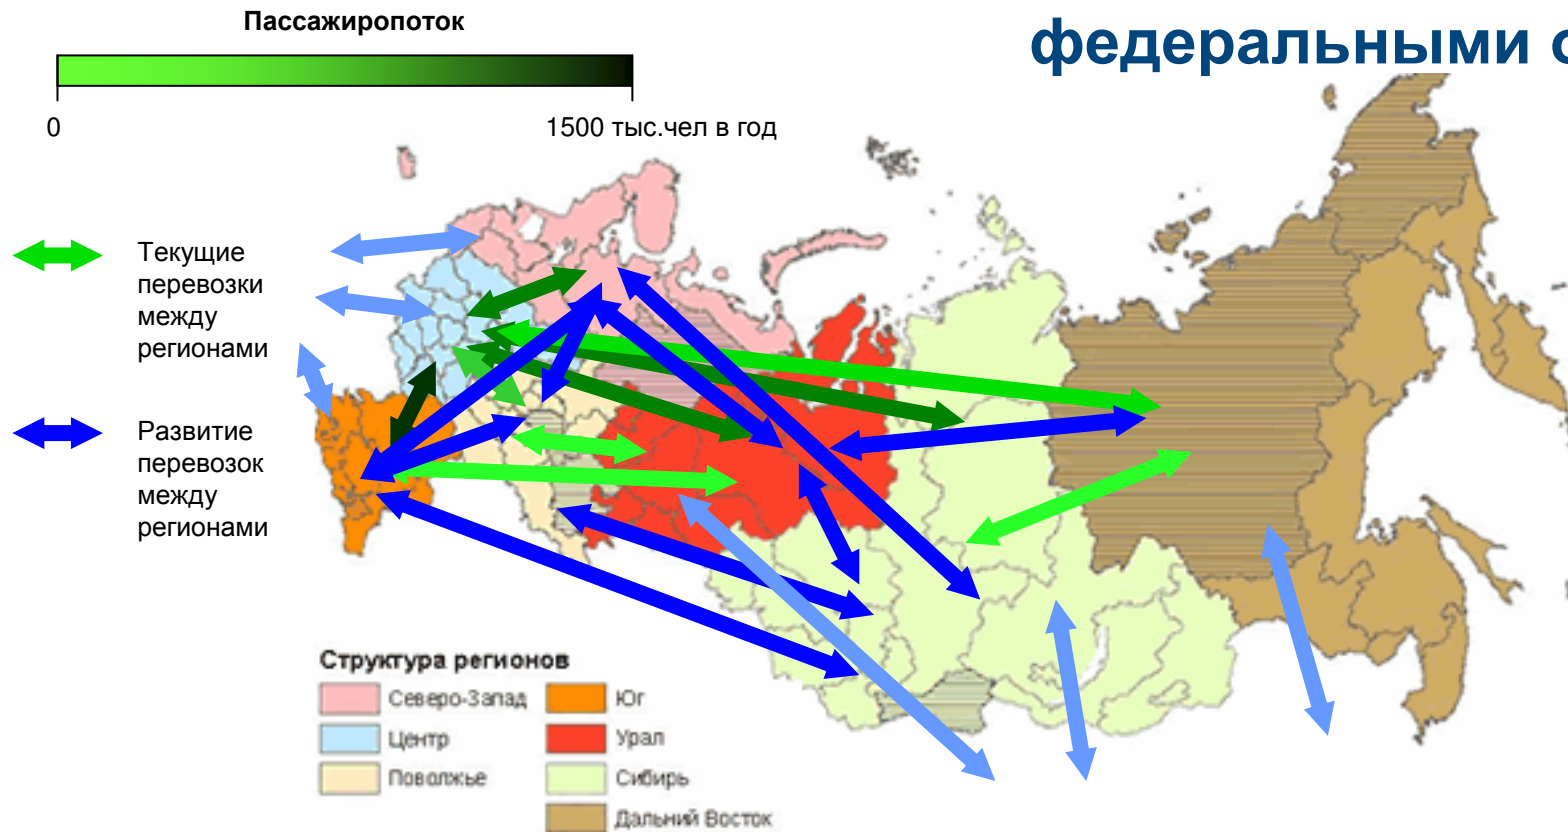 Пассажиропоток
федеральными о
0
1500 тыс.чел в год
Текущие
перевозки
между
регионами
Развитие
перевозок
между
регионами
Структура регионов
Северо-Запад
Юг
Центр
Урал
Поволжье
Сибирь
Дальний Восток